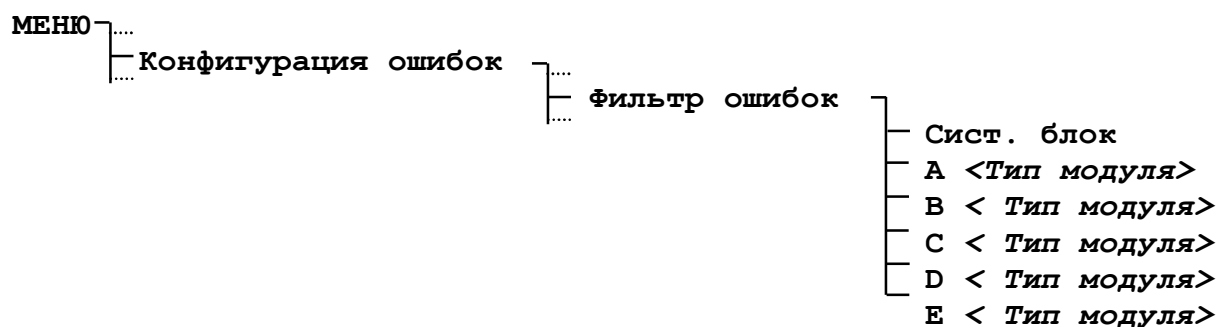 МЕНЮ
....
Конфигурация ошибок
....
....
Фильтр ошибок
....
Сист. блок
A <Тип модуля>
B < Тип модуля>
C < Тип модуля>
D < Тип модуля>
E < Тип модуля>